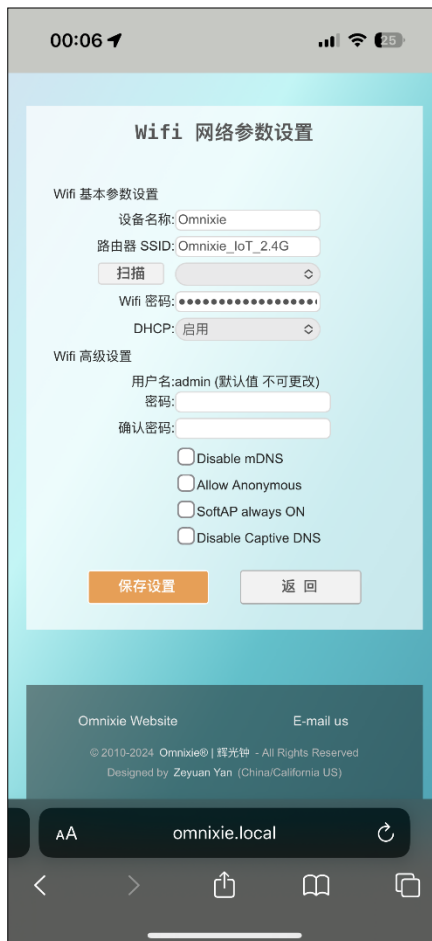 00:06
25
Wifi 网络参数设置
Wifi 基本参数设置
设备名称: Omnixie
路由器 SSID: Omnixie_IoT_2.4G
扫描
Wifi 密码: ••••••••••••••••••
DHCP: 启用
Wifi 高级设置
用户名:admin (默认值 不可更改)
密码:
确认密码:
Disable mDNS
Allow Anonymous
SoftAP always ON
Disable Captive DNS
保存设置 返 回
Omnixie Website E-mail us
© 2010-2024 Omnixie® | 辉光钟 - All Rights Reserved
Designed by Zeyuan Yan (China/California US)
AA omnixie.local